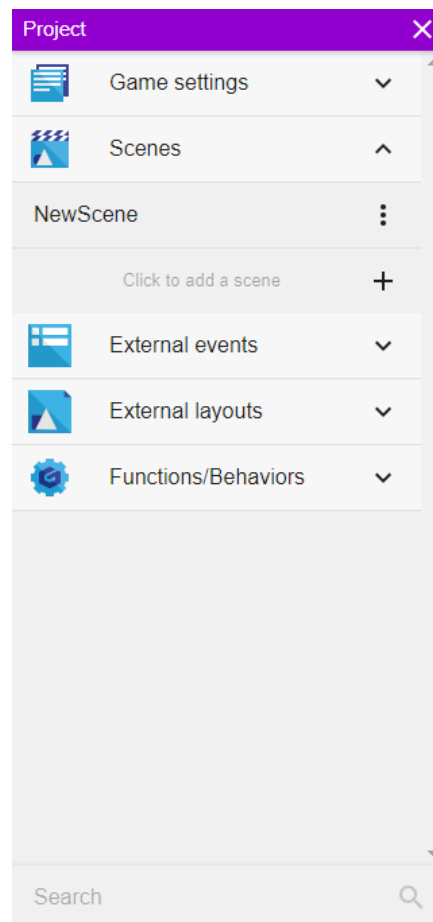 Project
Game settings
Scenes
NewScene
Click to add a scene
External events
External layouts
Functions/Behaviors
Search